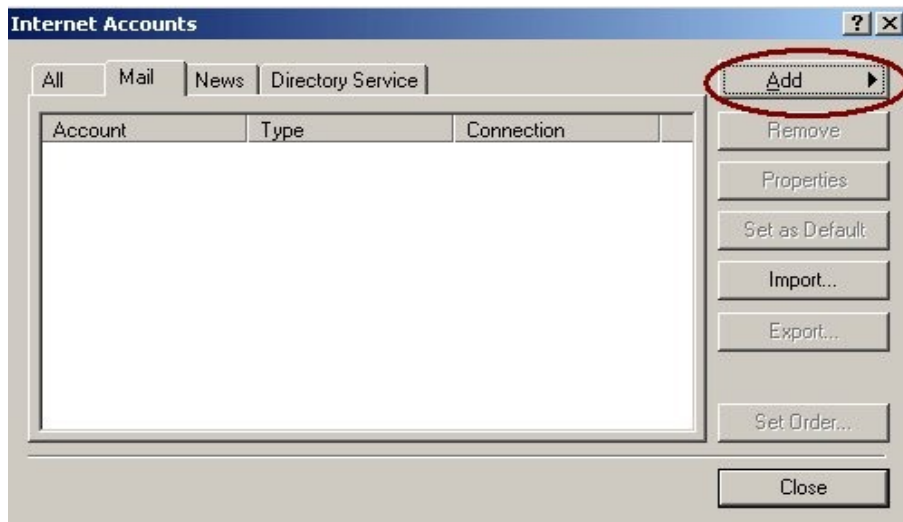 Internet Accounts
All Mail News Directory Service
Account Type Connection
Add
Remove
Properties
Set as Default
Import...
Export...
Set Order...
Close